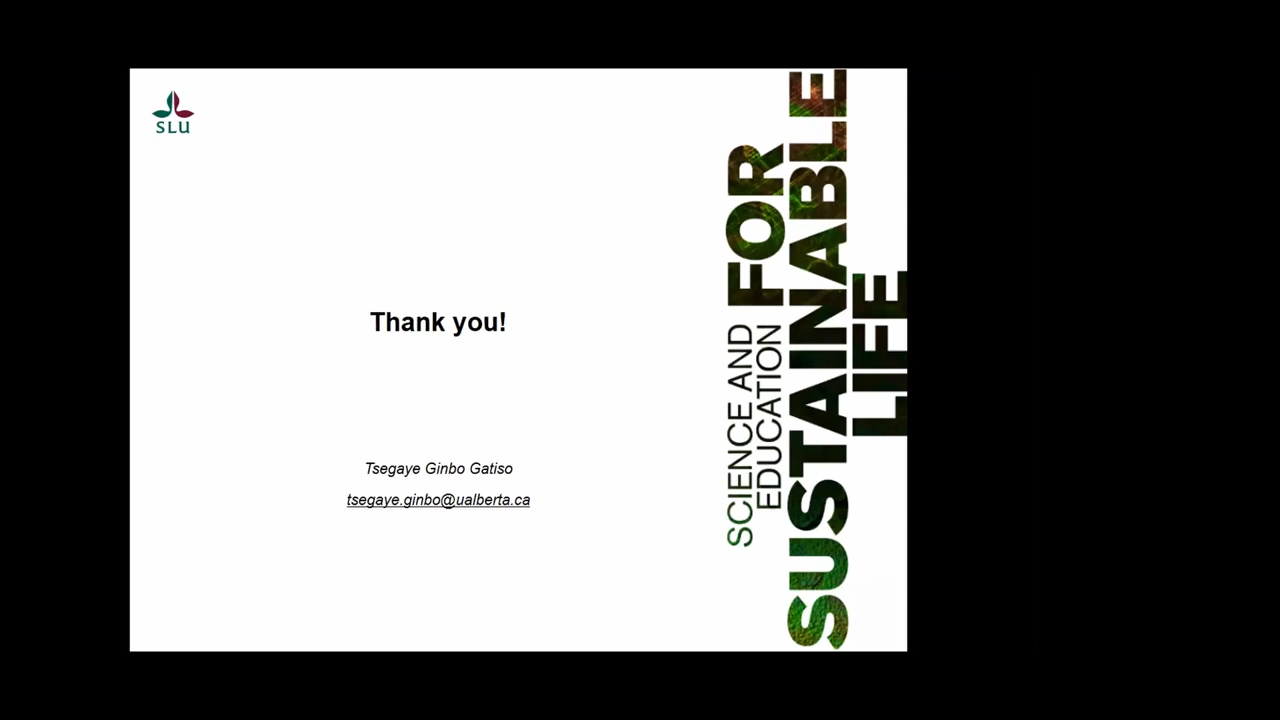 SLU
Thank you!
Tsegaye Ginbo Gatiso
tsegaye.ginbo@ualberta.ca
SCIENCE AND
EDUCATION FOR
SUSTAINABLE
LIFE